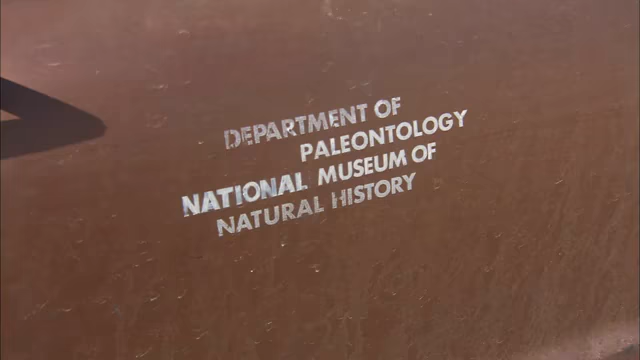 DEPARTMENT OF
PALEONTOLOGY
NATIONAL MUSEUM OF
NATURAL HISTORY